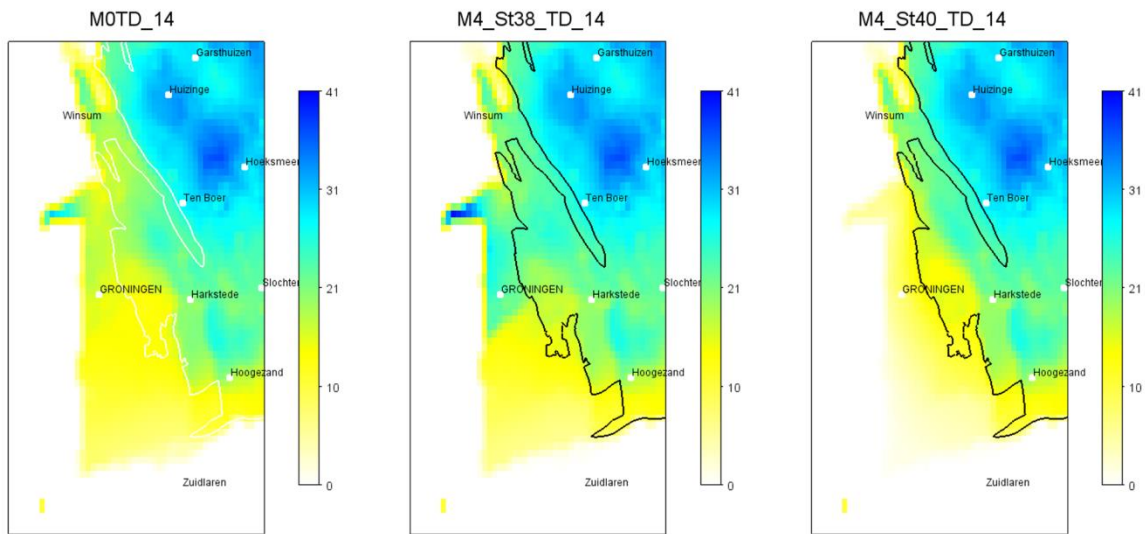 M0TD_14
M4_St38_TD_14
M4_St40_TD_14
Garsthuizen
Huizinge
Winsum
Hoeksmeer
Ten Boer
Slochter
GRONINGEN
Harkstede
Hoogezand
Zuidlaren
41
31
21
10
0
Garsthuizen
Huizinge
Winsum
Hoeksmeer
Ten Boer
Slochter
GRONINGEN
Harkstede
Hoogezand
Zuidlaren
41
31
21
10
0
Garsthuizen
Huizinge
Winsum
Hoeksmeer
Ten Boer
Slochter
GRONINGEN
Harkstede
Hoogezand
Zuidlaren
41
31
21
10
0